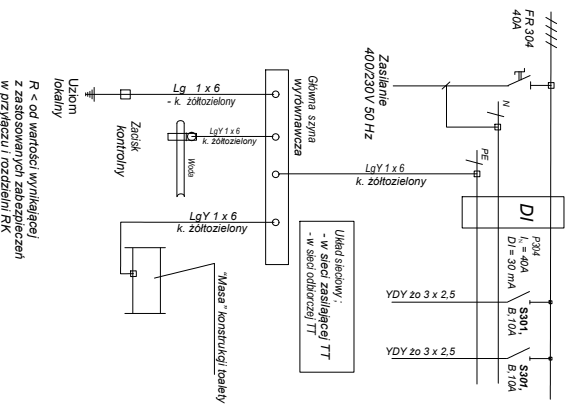 FR 304
40A
Zasilanie
400/230V 50 Hz
N
PE
DI
P304
I_N = 40A
DI = 30 mA
S301,
B,10A
S301,
B,10A
YDY żo 3 x 2,5
YDY żo 3 x 2,5
LgY 1 x 6
k. żółtozielony
Układ sieciowy :
- w sieci zasilającej TT
- w sieci odbiorczej TT
Główna szyna
wyrównawcza
Lg 1 x 6
- k. żółtozielony
LgY 1 x 6
k. żółtozielony
Woda
LgY 1 x 6
k. żółtozielony
"Masa" konstrukcji toalety
Zacisk
kontrolny
Uziom
lokalny
R < od wartości wynikającej
z zastosowanych zabezpieczeń
w przyłączu i rozdzielni RK